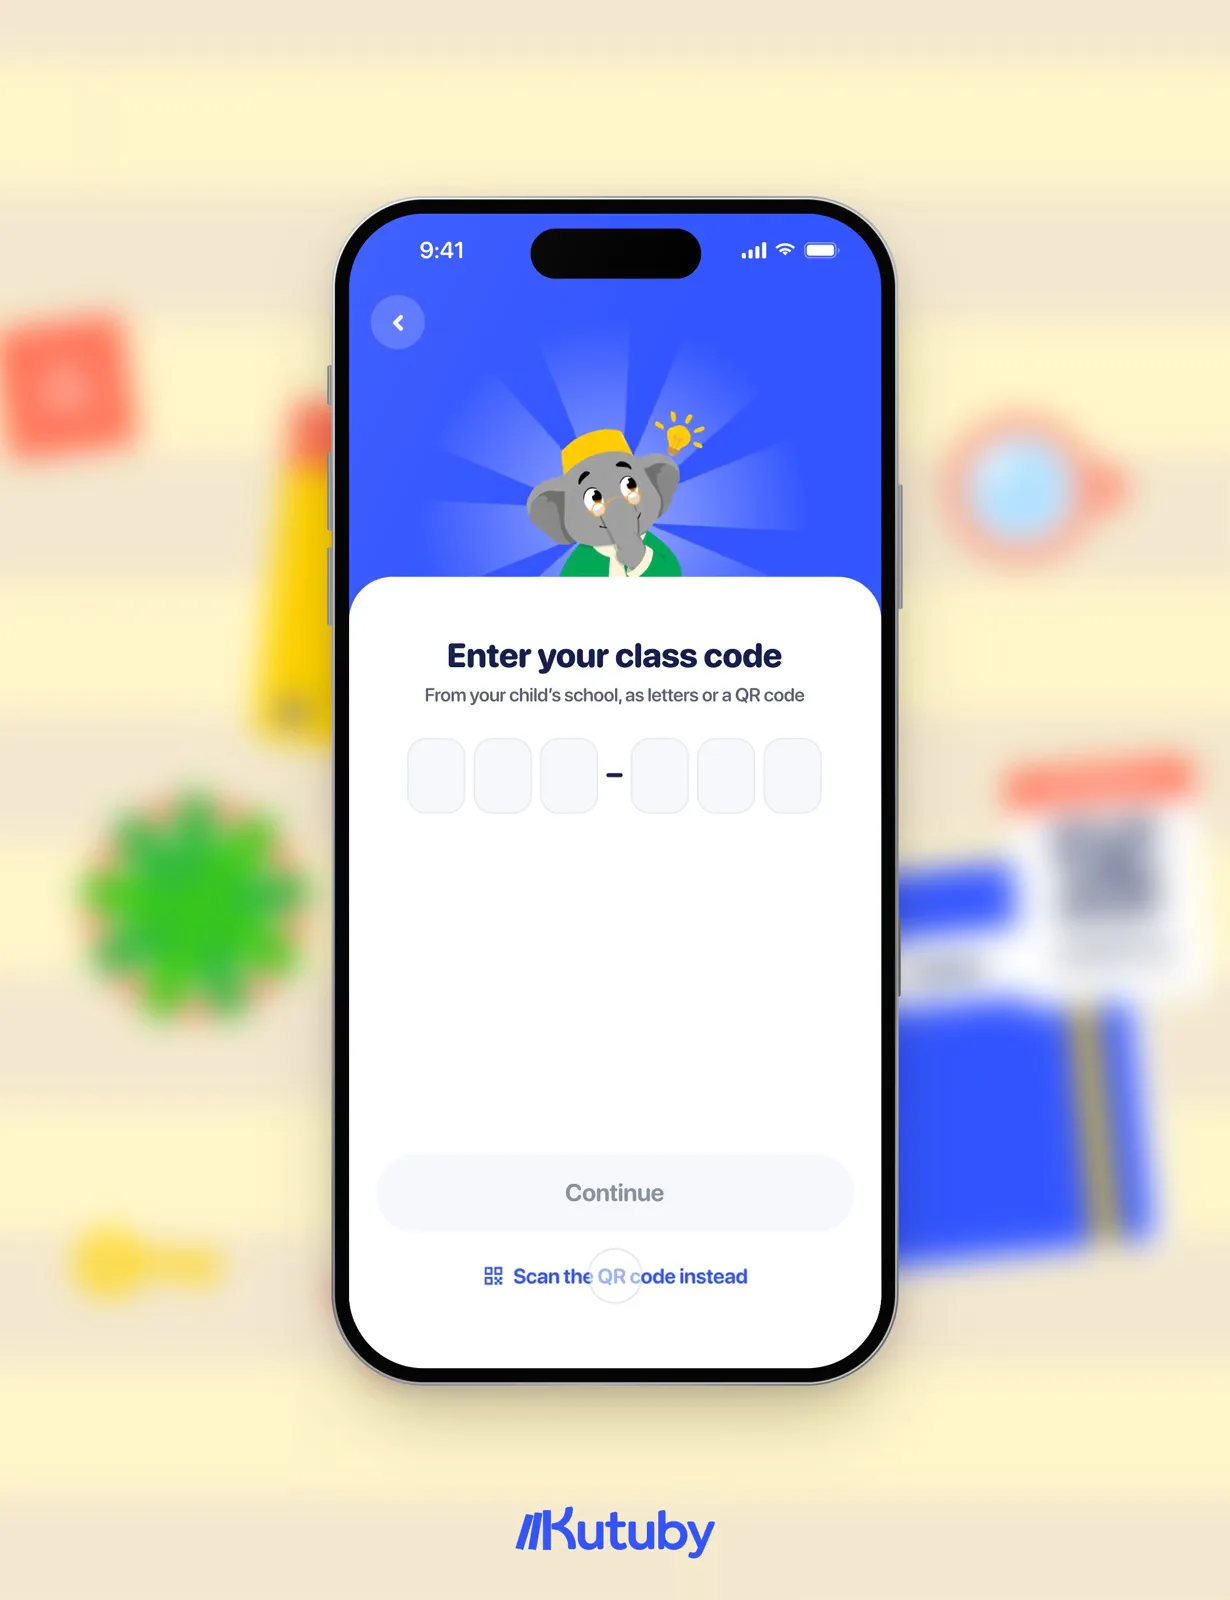 9:41
Enter your class code
From your child's school, as letters or a QR code
–
Continue
Scan the QR code instead
Kutuby